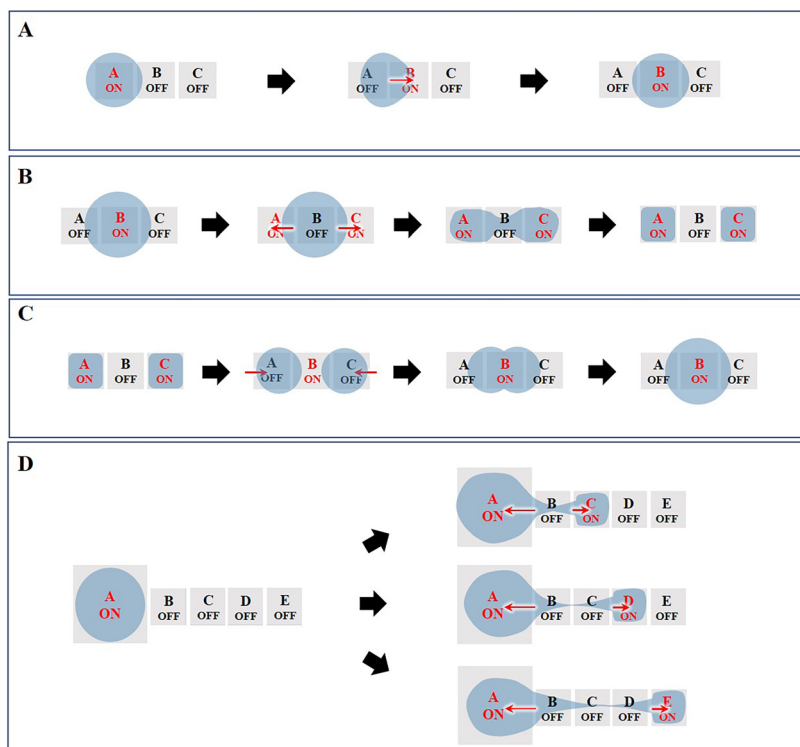 A
A B C
ON OFF OFF
A B C
OFF ON OFF
A B C
OFF ON OFF
B
A B C
OFF ON OFF
A B C
ON OFF ON
A B C
ON OFF ON
A B C
ON OFF ON
C
A B C
ON OFF ON
A B C
OFF ON OFF
A B C
OFF ON OFF
A B C
OFF ON OFF
D
A B C D E
ON OFF OFF OFF OFF
A B C D E
ON OFF ON OFF OFF
A B C D E
ON OFF OFF ON OFF
A B C D E
ON OFF OFF OFF ON